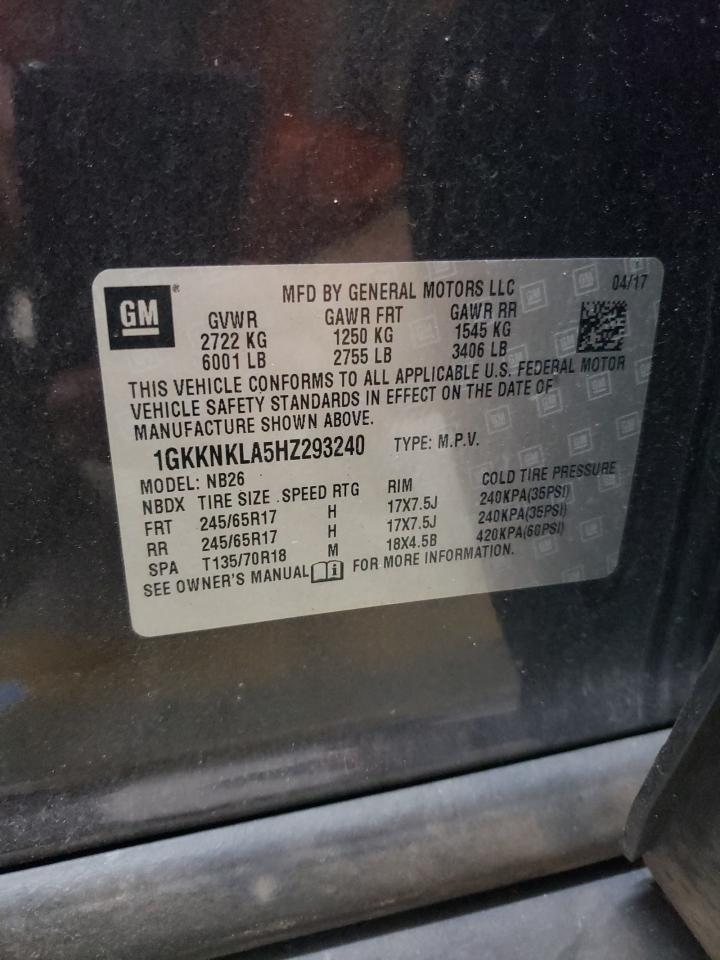 GM ®
MFD BY GENERAL MOTORS LLC 04/17
GVWR GAWR FRT GAWR RR
2722 KG 1250 KG 1545 KG
6001 LB 2755 LB 3406 LB
THIS VEHICLE CONFORMS TO ALL APPLICABLE U.S. FEDERAL MOTOR
VEHICLE SAFETY STANDARDS IN EFFECT ON THE DATE OF
MANUFACTURE SHOWN ABOVE.
1GKKNKLA5HZ293240 TYPE: M.P.V.
MODEL: NB26
NBDX TIRE SIZE SPEED RTG RIM COLD TIRE PRESSURE
FRT 245/65R17 H 17X7.5J 240KPA(35PSI)
RR 245/65R17 H 17X7.5J 240KPA(35PSI)
SPA T135/70R18 M 18X4.5B 420KPA(60PSI)
SEE OWNER'S MANUAL FOR MORE INFORMATION.